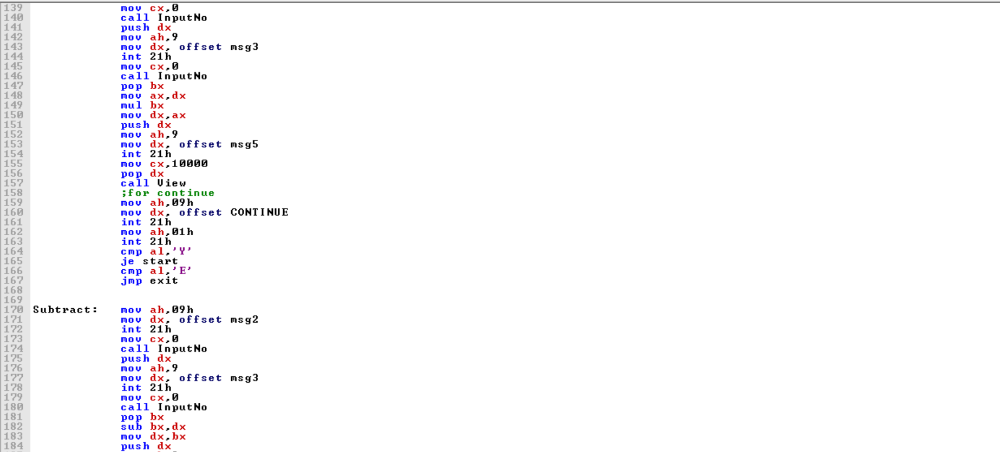 139 mov cx,0
140 call InputNo
141 push dx
142 mov ah,9
143 mov dx, offset msg3
144 int 21h
145 mov cx,0
146 call InputNo
147 pop bx
148 mov ax,dx
149 mul bx
150 mov dx,ax
151 push dx
152 mov ah,9
153 mov dx, offset msg5
154 int 21h
155 mov cx,10000
156 pop dx
157 call View
158 ;for continue
159 mov ah,09h
160 mov dx, offset CONTINUE
161 int 21h
162 mov ah,01h
163 int 21h
164 cmp al,'Y'
165 je start
166 cmp al,'E'
167 jmp exit
168
169
170 Subtract: mov ah,09h
171 mov dx, offset msg2
172 int 21h
173 mov cx,0
174 call InputNo
175 push dx
176 mov ah,9
177 mov dx, offset msg3
178 int 21h
179 mov cx,0
180 call InputNo
181 pop bx
182 sub bx,dx
183 mov dx,bx
184 push dx